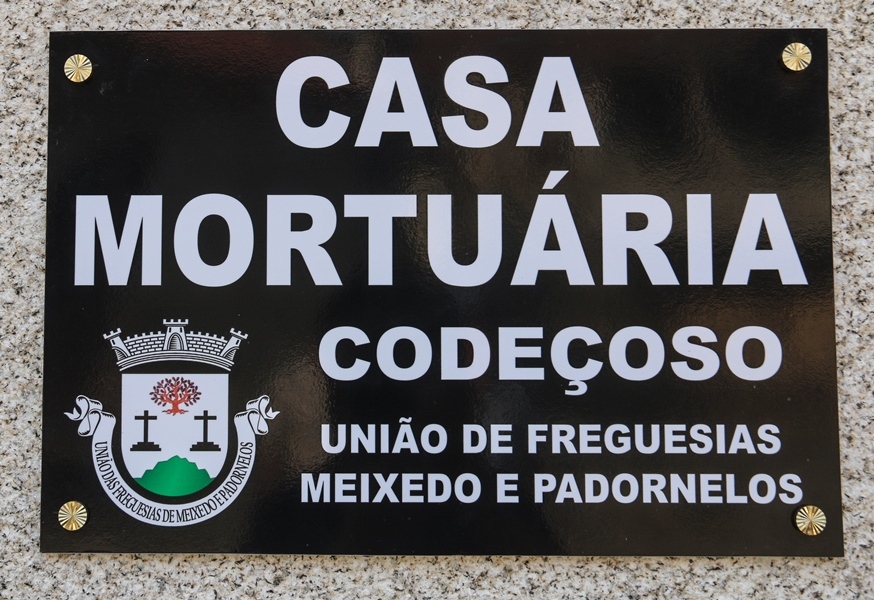 CASA
MORTUÁRIA
CODEÇOSO
UNIÃO DE FREGUESIAS
MEIXEDO E PADORNELOS
UNIÃO DAS FREGUESIAS DE MEIXEDO E PADORNELOS